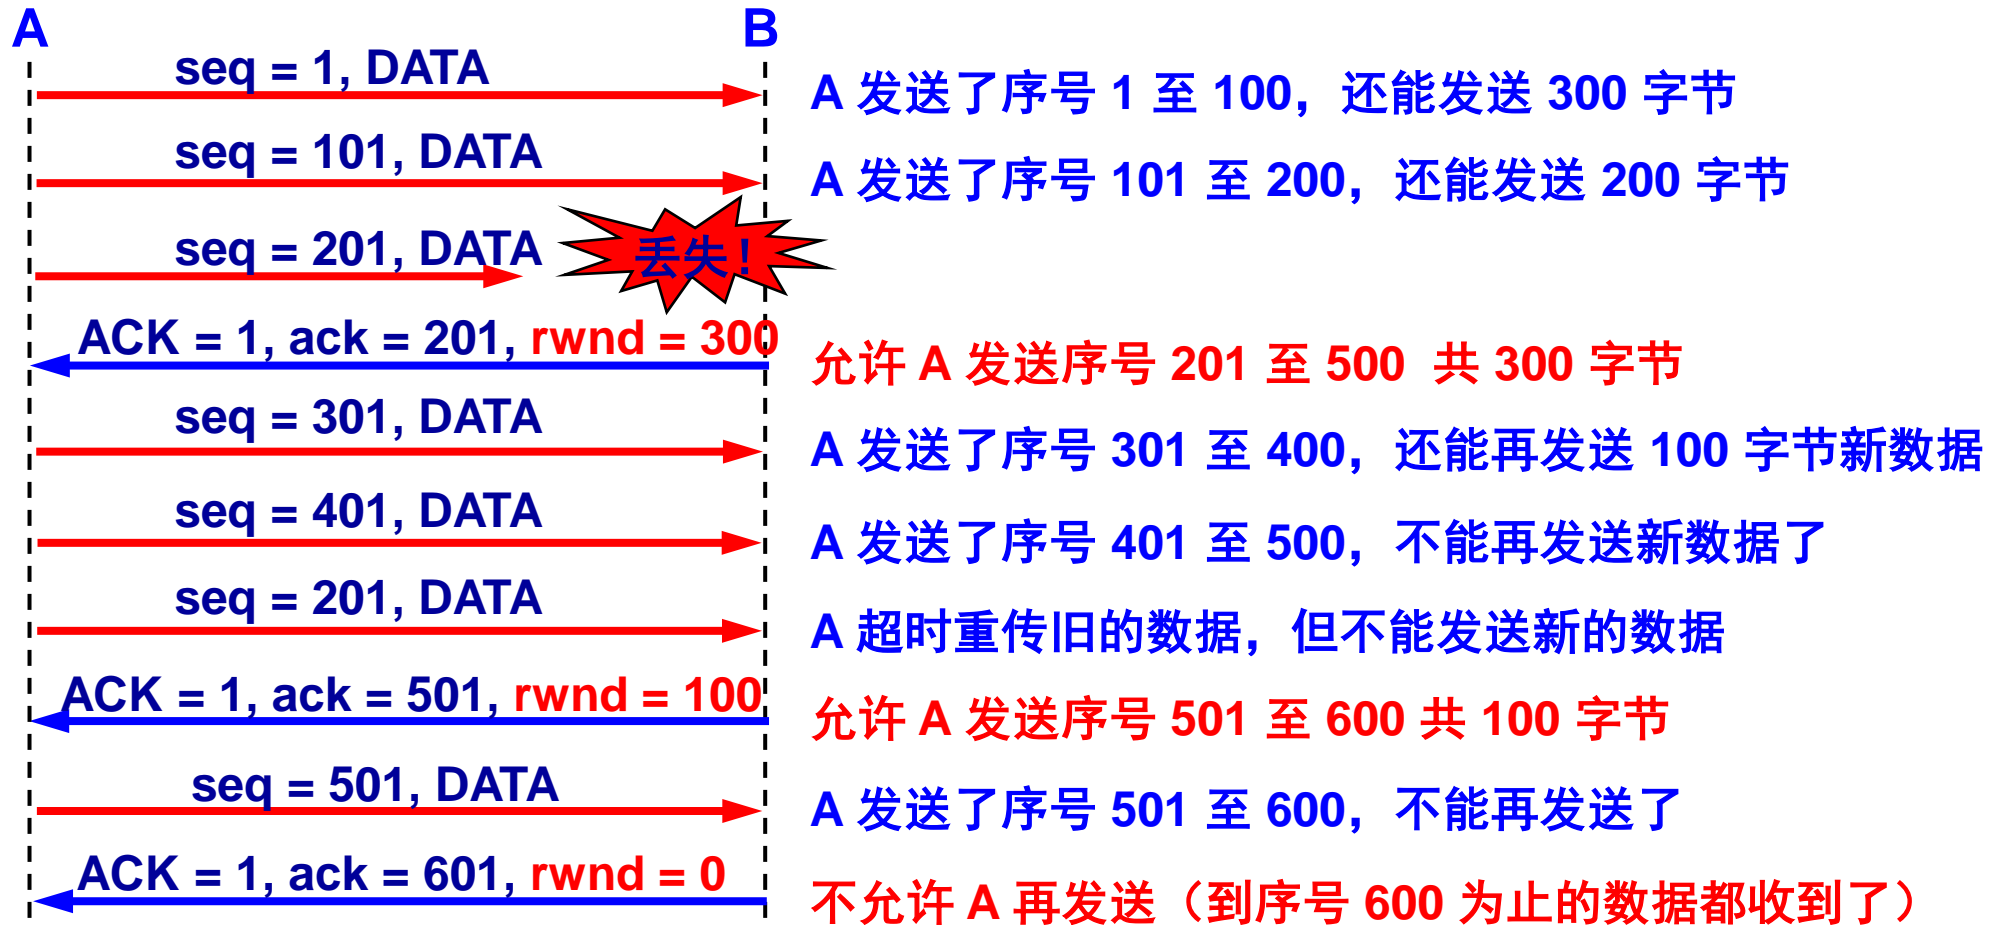 A B
seq = 1, DATA
A 发送了序号 1 至 100，还能发送 300 字节
seq = 101, DATA
A 发送了序号 101 至 200，还能发送 200 字节
seq = 201, DATA
丢失！
ACK = 1, ack = 201, rwnd = 300
允许 A 发送序号 201 至 500 共 300 字节
seq = 301, DATA
A 发送了序号 301 至 400，还能再发送 100 字节新数据
seq = 401, DATA
A 发送了序号 401 至 500，不能再发送新数据了
seq = 201, DATA
A 超时重传旧的数据，但不能发送新的数据
ACK = 1, ack = 501, rwnd = 100
允许 A 发送序号 501 至 600 共 100 字节
seq = 501, DATA
A 发送了序号 501 至 600，不能再发送了
ACK = 1, ack = 601, rwnd = 0
不允许 A 再发送（到序号 600 为止的数据都收到了）